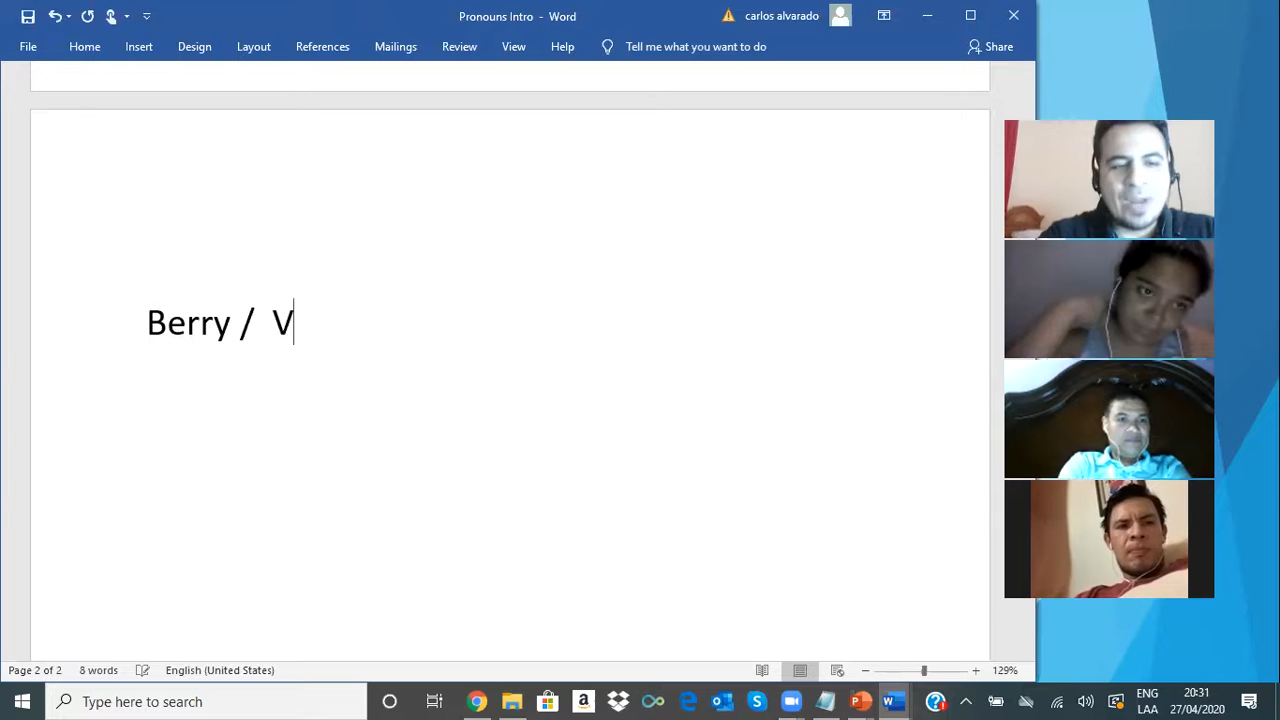 Pronouns Intro - Word
carlos alvarado
File Home Insert Design Layout References Mailings Review View Help Tell me what you want to do Share
Berry / V
Page 2 of 2 8 words English (United States) 129%
Type here to search
ENG 20:31
LAA 27/04/2020